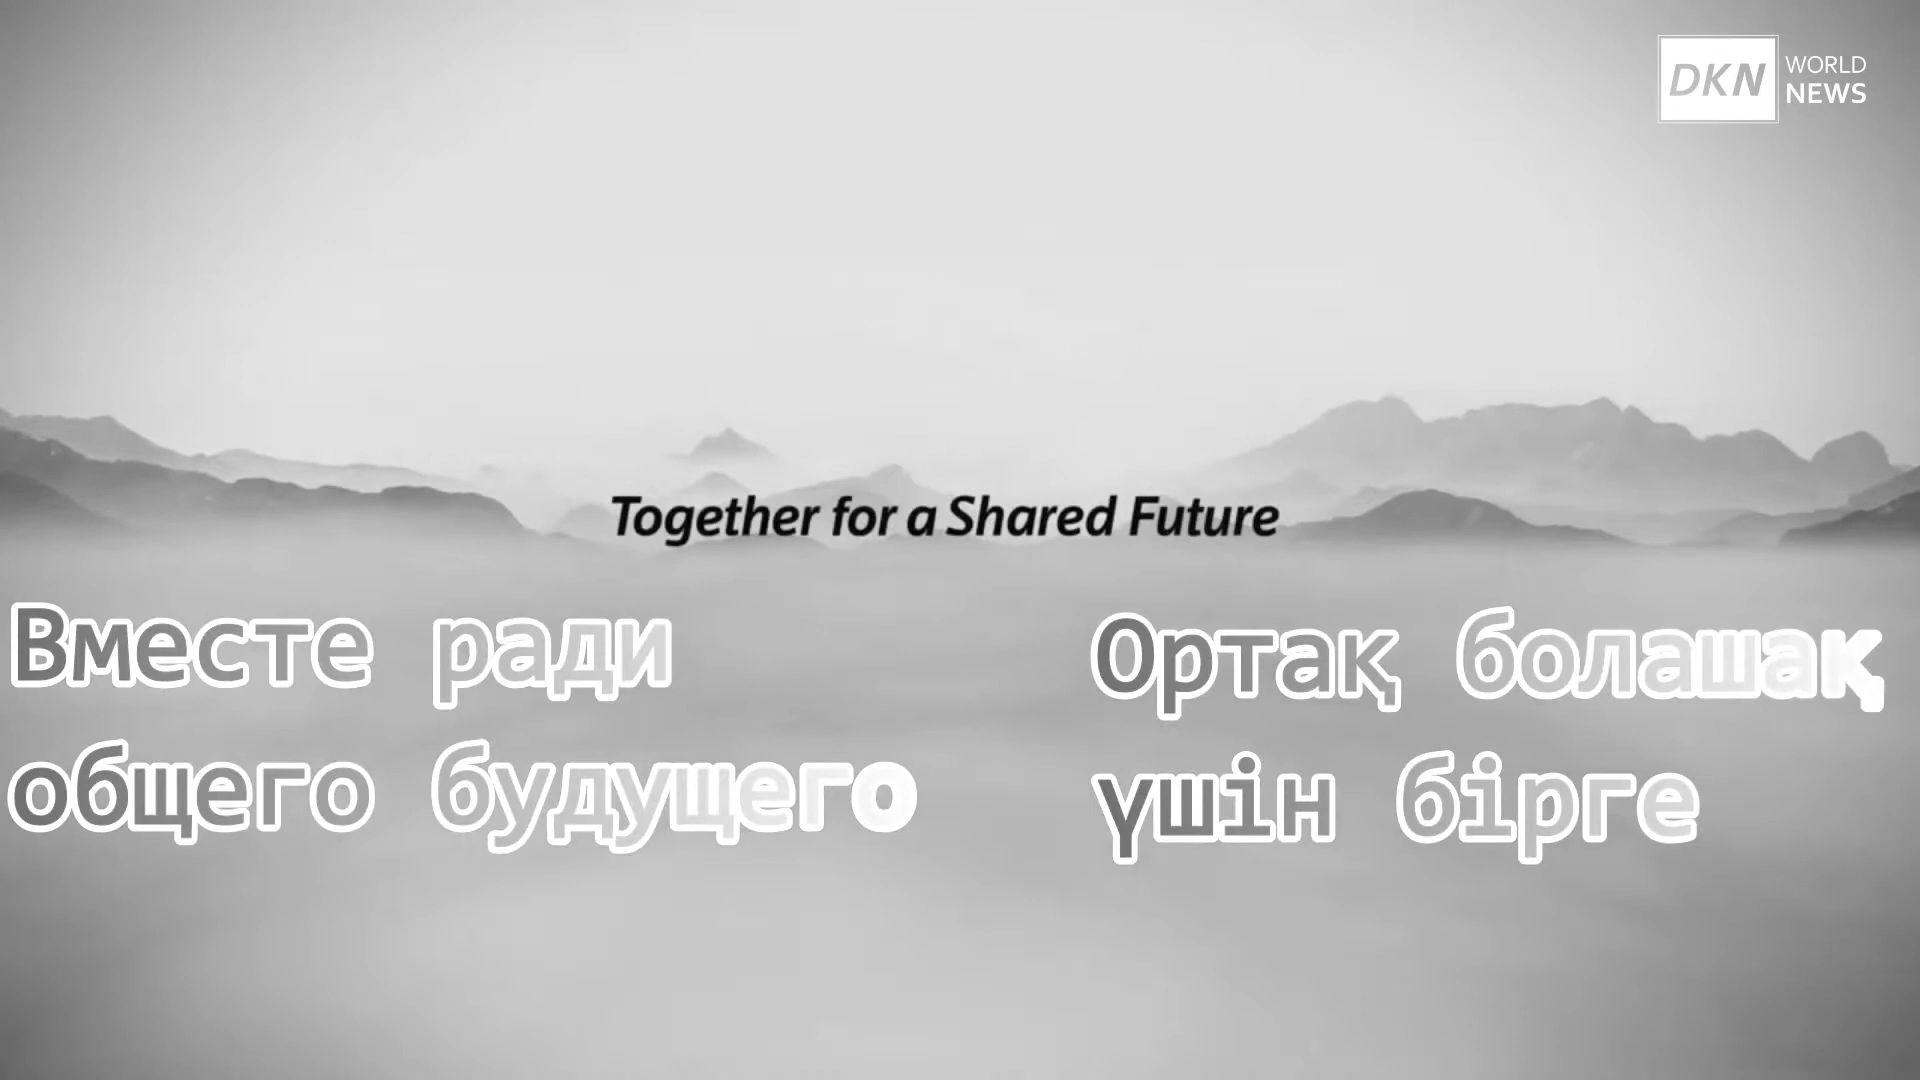 DKN
WORLD
NEWS
Together for a Shared Future
Вместе ради
общего будущего
Ортақ болашақ
үшін бірге